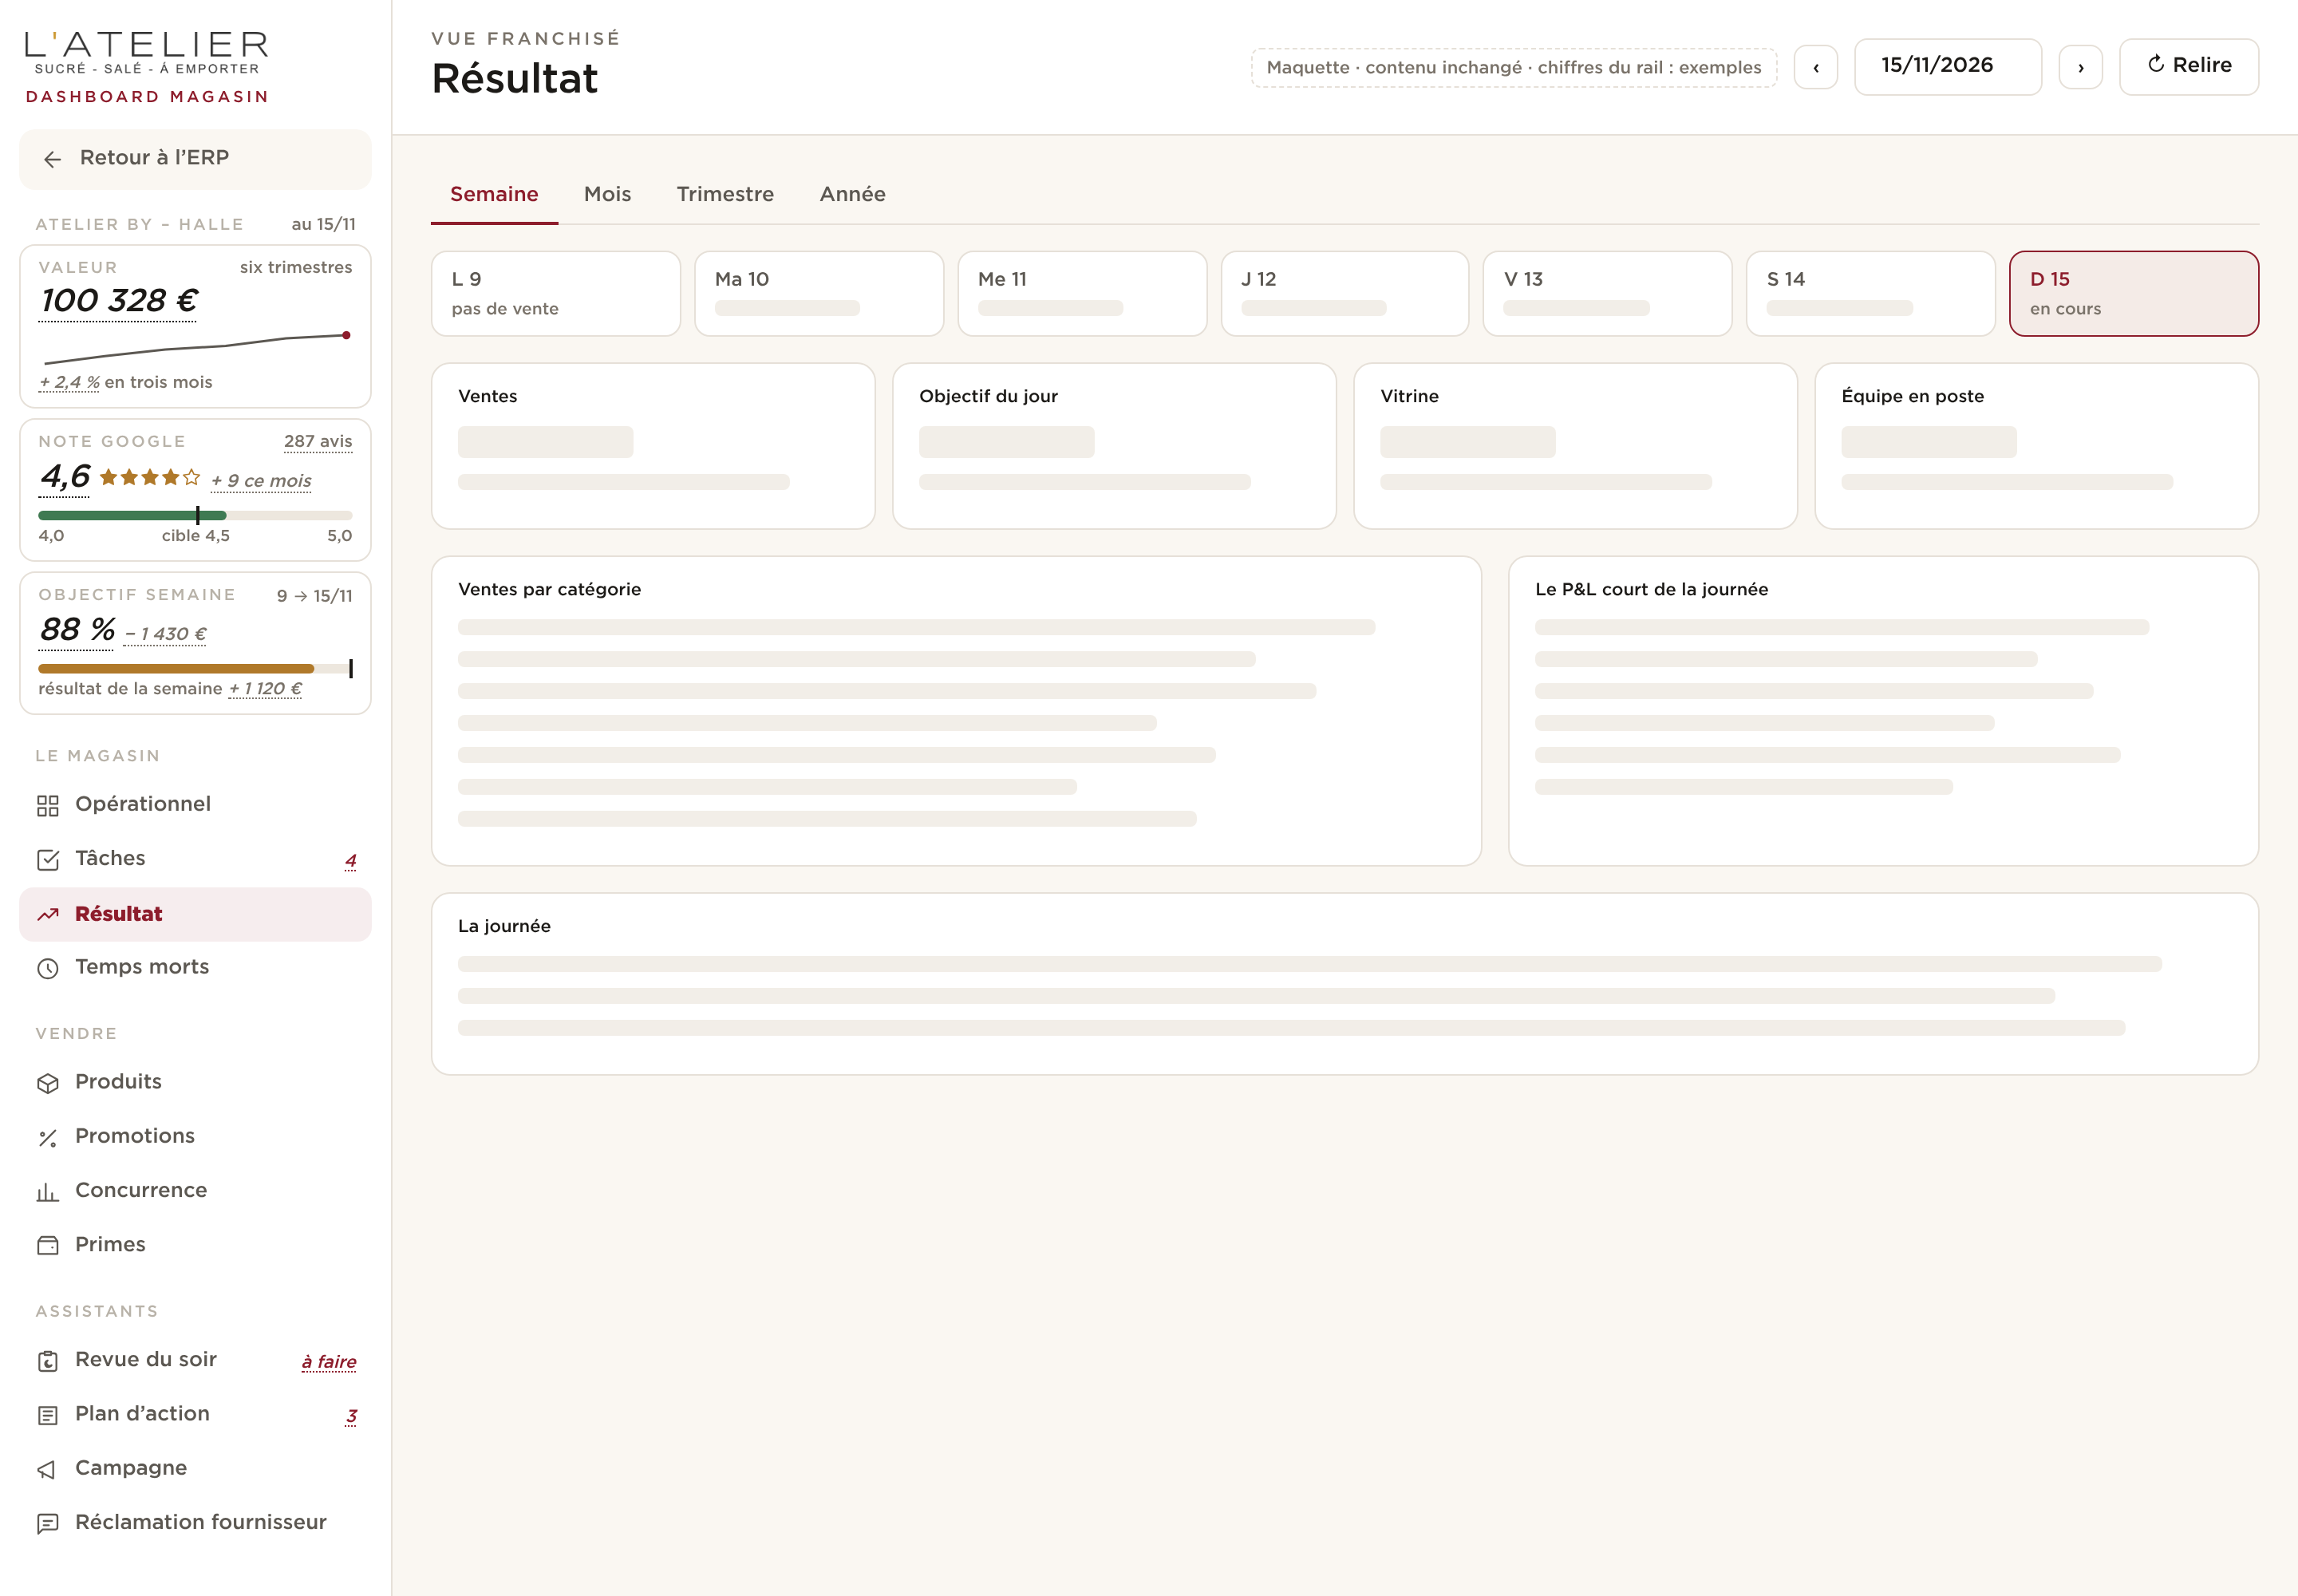 L'ATELIER
SUCRÉ - SALÉ - À EMPORTER
DASHBOARD MAGASIN
Retour à l’ERP
ATELIER BY – HALLE au 15/11
VALEUR six trimestres
100 328 €
+ 2,4 % en trois mois
NOTE GOOGLE 287 avis
4,6 + 9 ce mois
4,0 cible 4,5 5,0
OBJECTIF SEMAINE 9 → 15/11
88 % – 1 430 €
résultat de la semaine + 1 120 €
LE MAGASIN
Opérationnel
Tâches 4
Résultat
Temps morts
VENDRE
Produits
Promotions
Concurrence
Primes
ASSISTANTS
Revue du soir à faire
Plan d’action 3
Campagne
Réclamation fournisseur
VUE FRANCHISÉ
Résultat
Maquette · contenu inchangé · chiffres du rail : exemples
‹ 15/11/2026 › Relire
Semaine Mois Trimestre Année
L 9 Ma 10 Me 11 J 12 V 13 S 14 D 15
pas de vente en cours
Ventes Objectif du jour Vitrine Équipe en poste
Ventes par catégorie Le P&L court de la journée
La journée